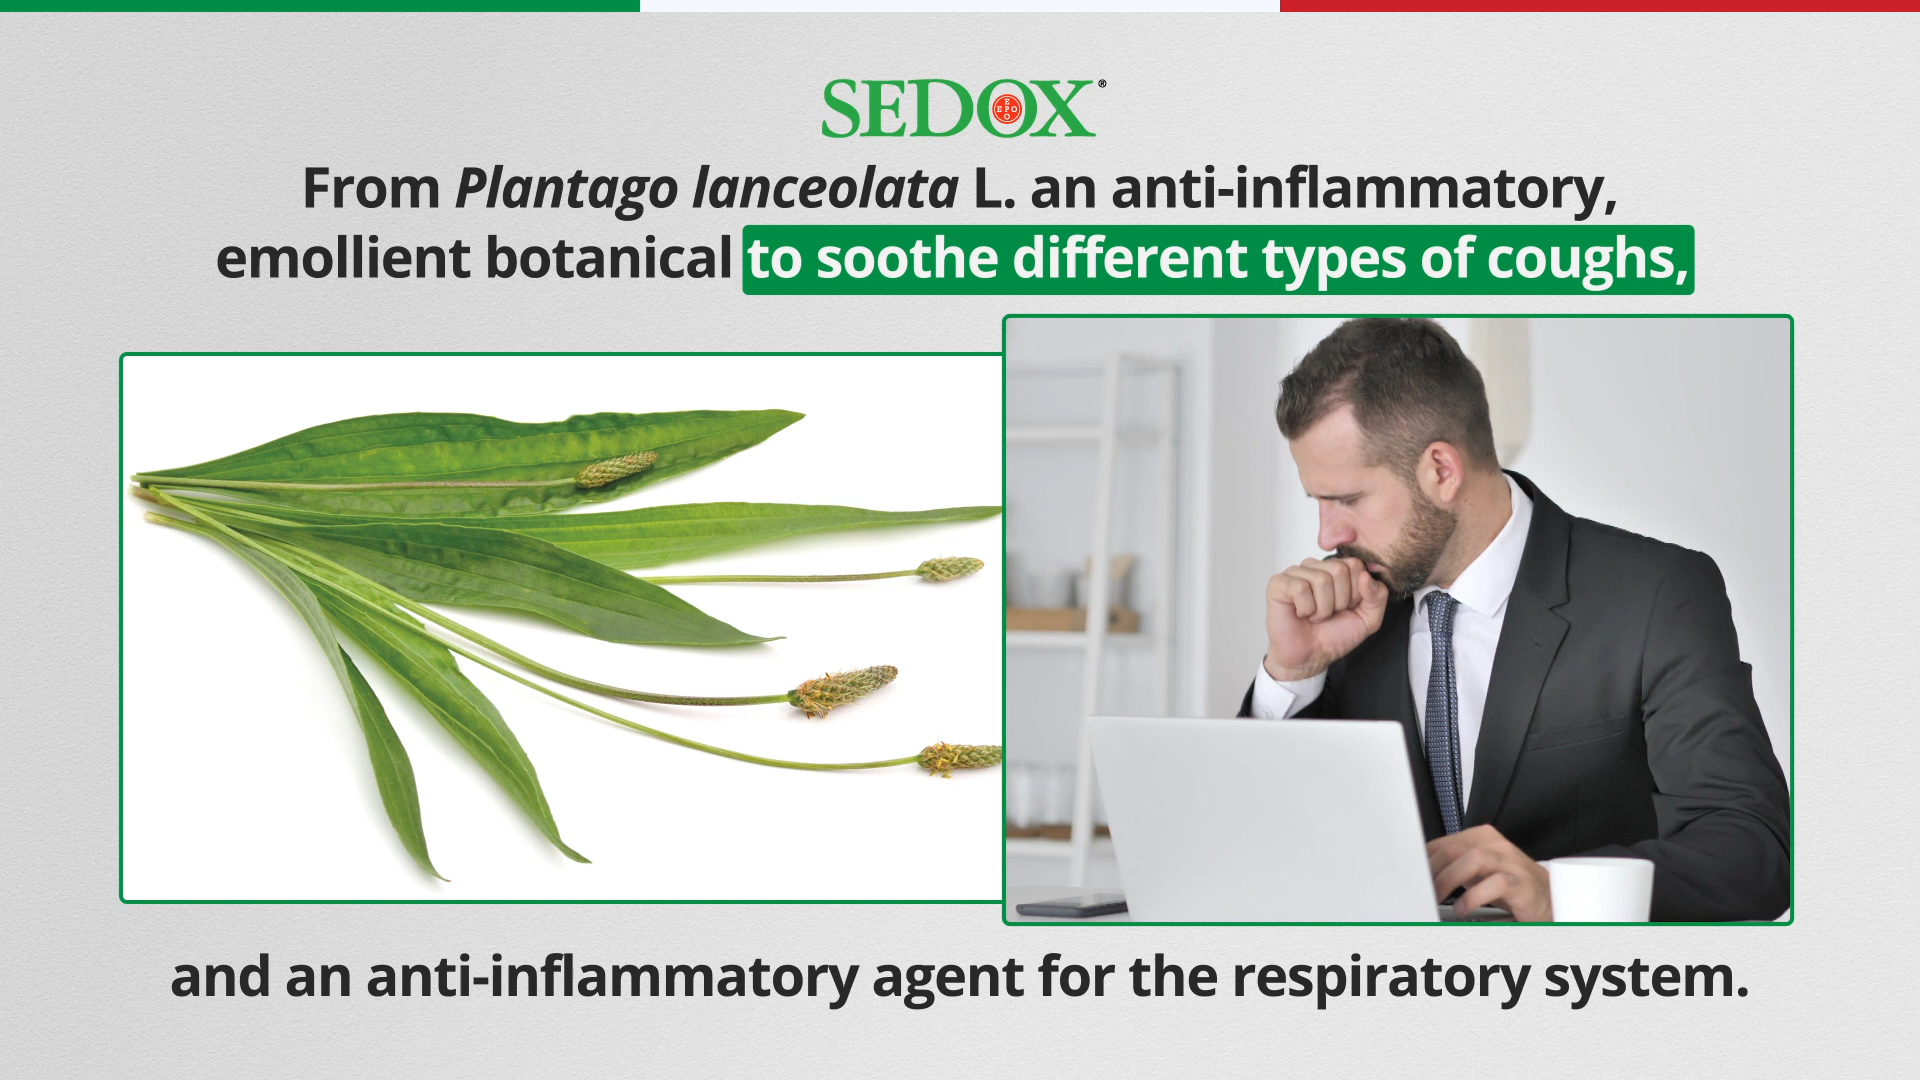 SEDOX®
EPO
From Plantago lanceolata L. an anti-inflammatory,
emollient botanical to soothe different types of coughs,
and an anti-inflammatory agent for the respiratory system.